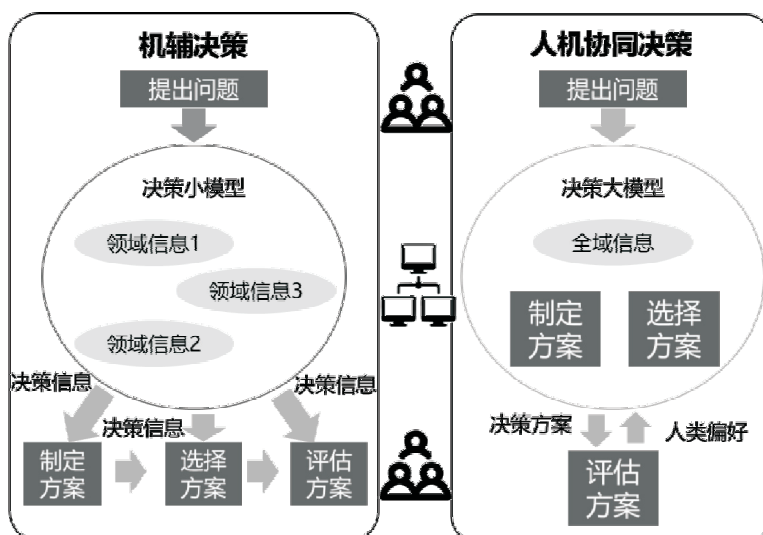 机辅决策
提出问题
决策小模型
领域信息1
领域信息3
领域信息2
决策信息
决策信息
决策信息
制定
方案
选择
方案
评估
方案
人机协同决策
提出问题
决策大模型
全域信息
制定
方案
选择
方案
决策方案
人类偏好
评估
方案